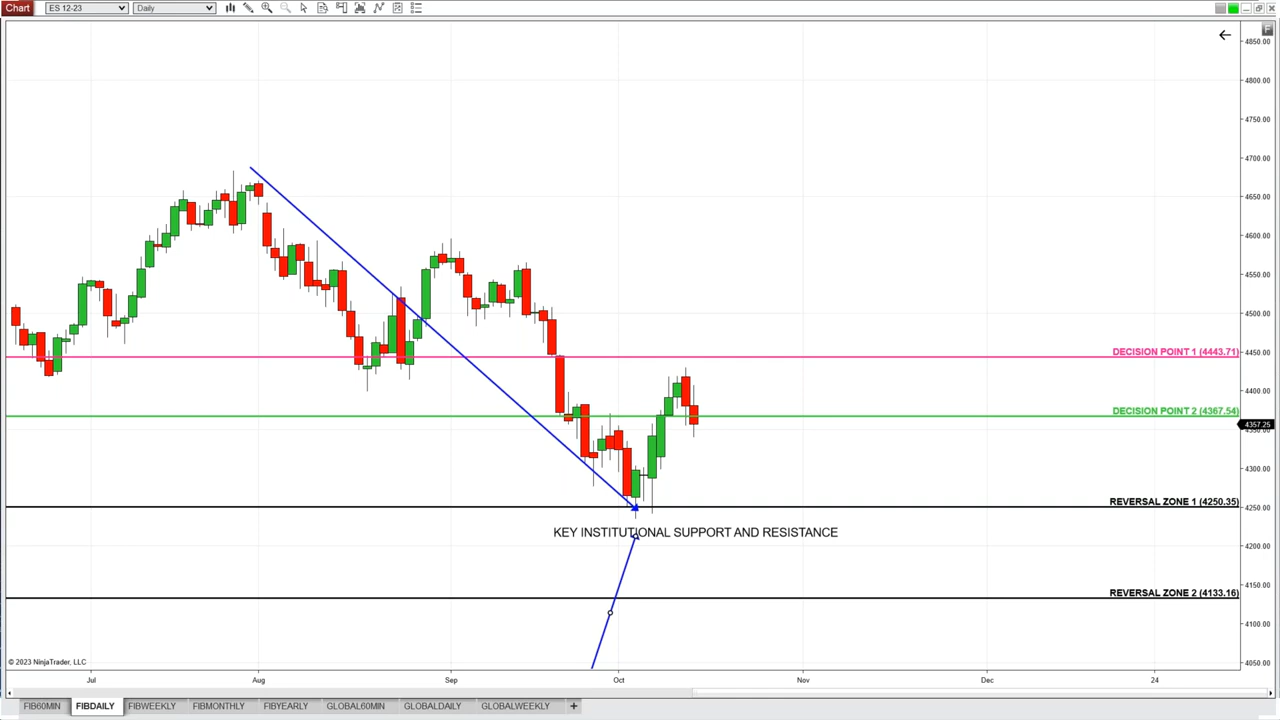 Chart
ES 12-23
Daily
F
4850.00
4800.00
4750.00
4700.00
4650.00
4600.00
4550.00
4500.00
DECISION POINT 1 (4443.71)
4450.00
4400.00
DECISION POINT 2 (4367.54)
4357.25
4350.00
4300.00
REVERSAL ZONE 1 (4250.35)
4250.00
KEY INSTITUTIONAL SUPPORT AND RESISTANCE
4200.00
4150.00
REVERSAL ZONE 2 (4133.16)
4100.00
4050.00
© 2023 NinjaTrader, LLC
Jul Aug Sep Oct Nov Dec 24
FIB60MIN FIBDAILY FIBWEEKLY FIBMONTHLY FIBYEARLY GLOBAL60MIN GLOBALDAILY GLOBALWEEKLY